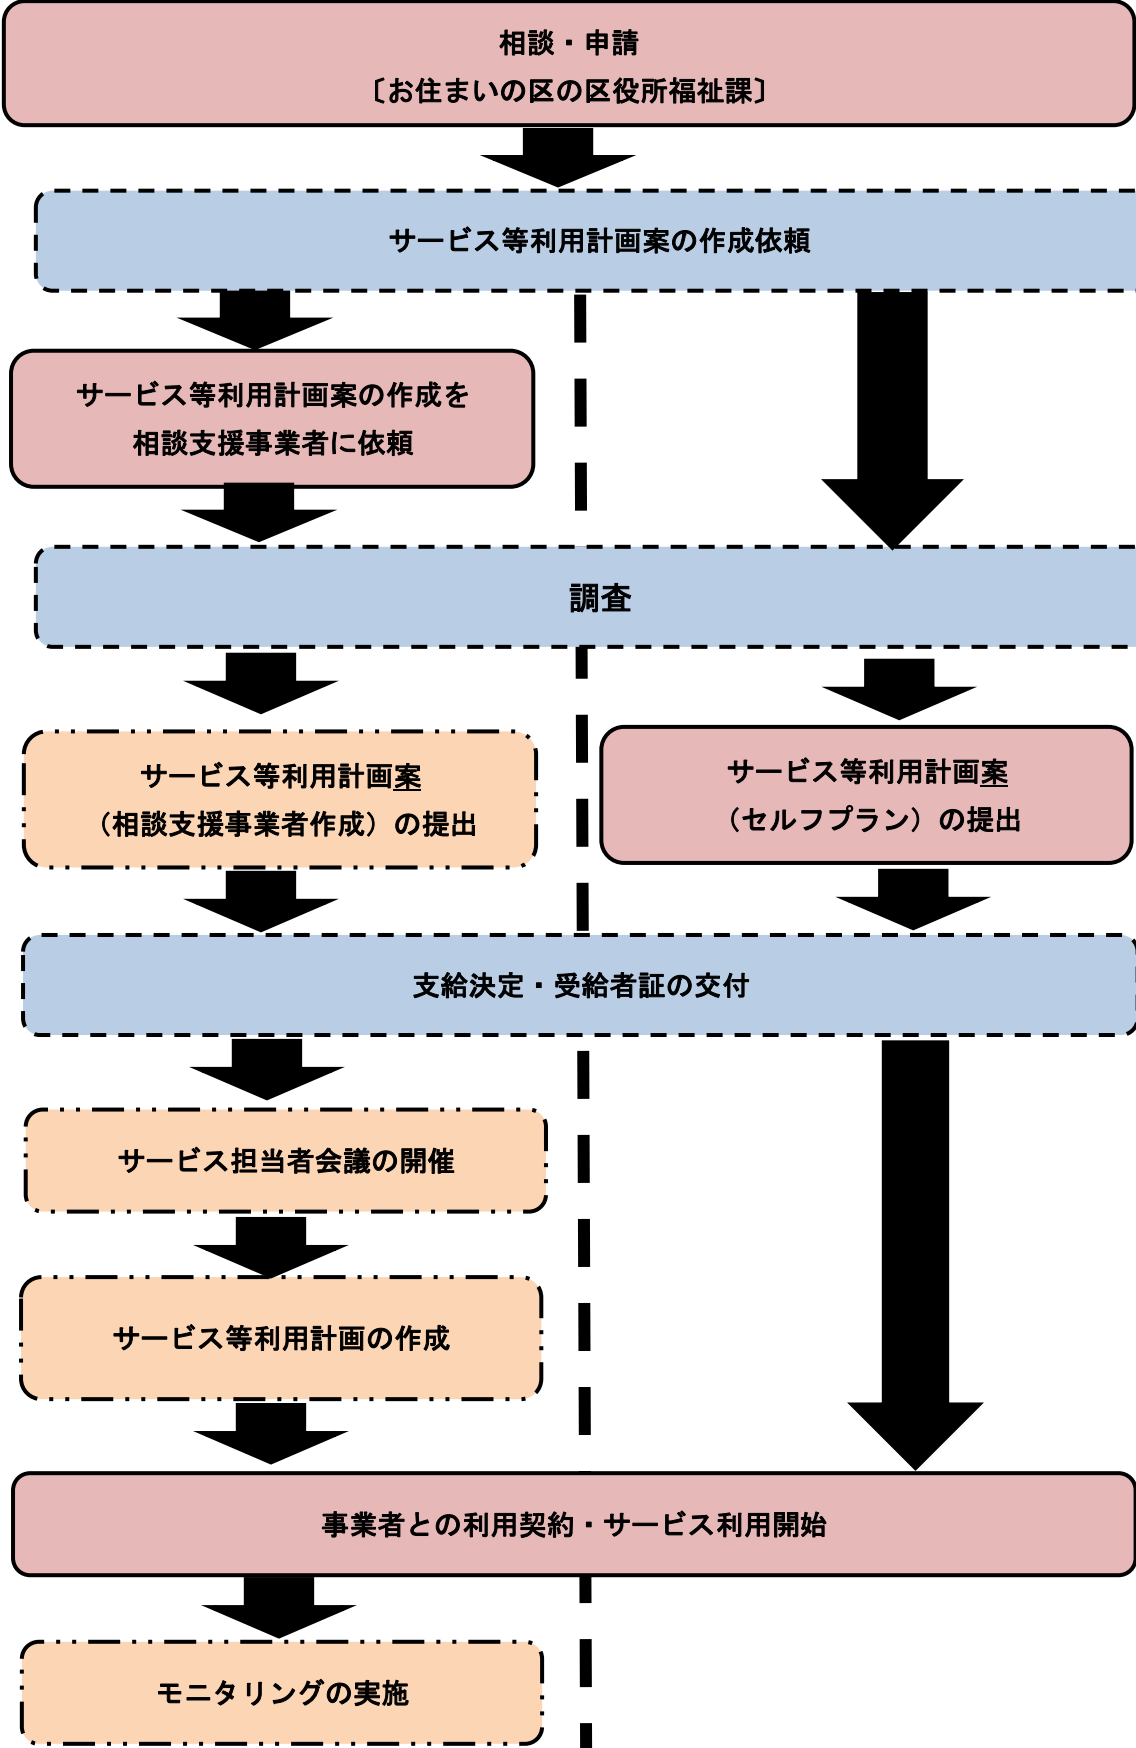 相談・申請
〔お住まいの区の区役所福祉課〕
サービス等利用計画案の作成依頼
サービス等利用計画案の作成を
相談支援事業者に依頼
調査
サービス等利用計画案
（相談支援事業者作成）の提出
サービス等利用計画案
（セルフプラン）の提出
支給決定・受給者証の交付
サービス担当者会議の開催
サービス等利用計画の作成
事業者との利用契約・サービス利用開始
モニタリングの実施